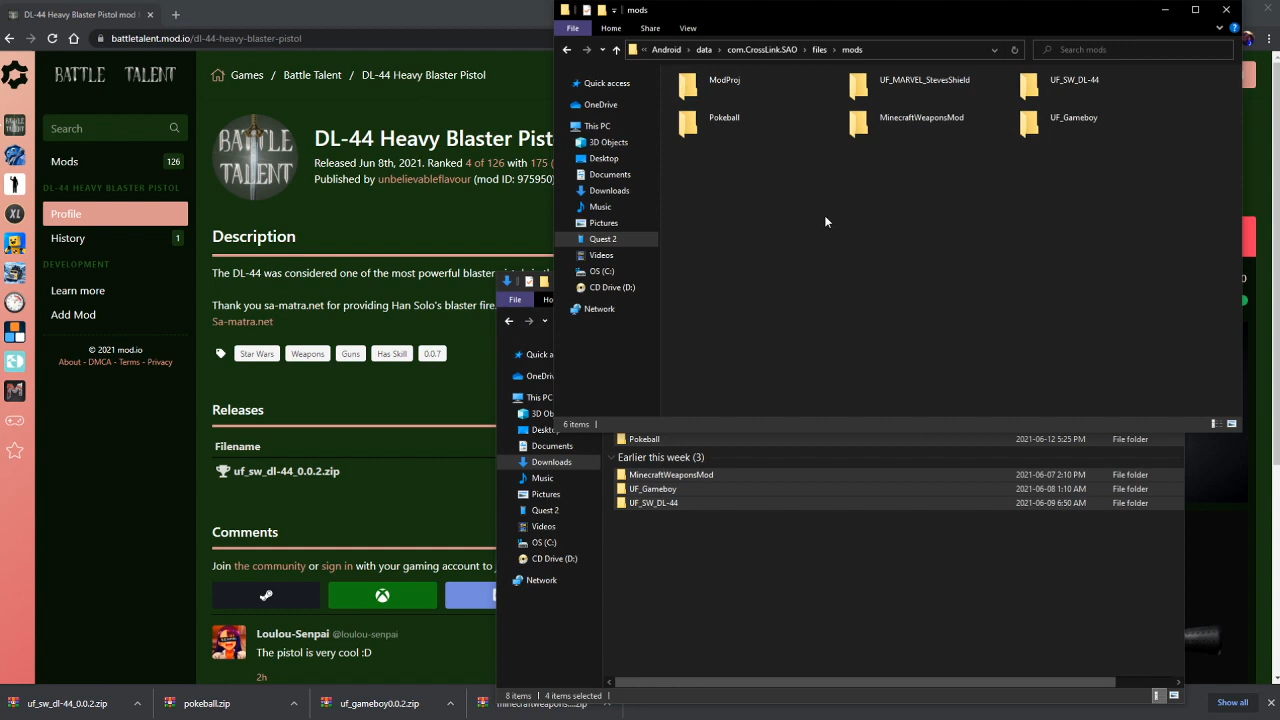 DL-44 Heavy Blaster Pistol mod f
battletalent.mod.io/dl-44-heavy-blaster-pistol
BATTLE TALENT
Search
Mods 126
DL-44 HEAVY BLASTER PISTOL
Profile
History 1
DEVELOPMENT
Learn more
Add Mod
© 2021 mod.io
About - DMCA - Terms - Privacy
Games Battle Talent DL-44 Heavy Blaster Pistol
BATTLE
TALENT
DL-44 Heavy Blaster Pist
Released Jun 8th, 2021. Ranked 4 of 126 with 175 (
Published by unbelievableflavour (mod ID: 975950)
Description
The DL-44 was considered one of the most powerful
Thank you sa-matra.net for providing Han Solo's blaster fire.
Sa-matra.net
Star Wars Weapons Guns Has Skill 0.0.7
Releases
Filename
uf_sw_dl-44_0.0.2.zip
Comments
Join the community or sign in with your gaming account to
Loulou-Senpai @loulou-senpai
The pistol is very cool :D
2h
mods
File Home Share View
Android data com.CrossLink.SAO files mods
Search mods
Quick access
OneDrive
This PC
3D Objects
Desktop
Documents
Downloads
Music
Pictures
Quest 2
Videos
OS (C:)
CD Drive (D:)
Network
ModProj UF_MARVEL_StevesShield UF_SW_DL-44
Pokeball MinecraftWeaponsMod UF_Gameboy
6 items
File Ho
Quick a
OneDriv
This PC
3D Ob
Deskt
Documents
Downloads
Music
Pictures
Quest 2
Videos
OS (C:)
CD Drive (D:)
Network
Pokeball 2021-06-12 5:25 PM File folder
Earlier this week (3)
MinecraftWeaponsMod 2021-06-07 2:10 PM File folder
UF_Gameboy 2021-06-08 1:10 AM File folder
UF_SW_DL-44 2021-06-09 6:50 AM File folder
8 items 4 items selected
uf_sw_dl-44_0.0.2.zip pokeball.zip uf_gameboy0.0.2.zip Show all